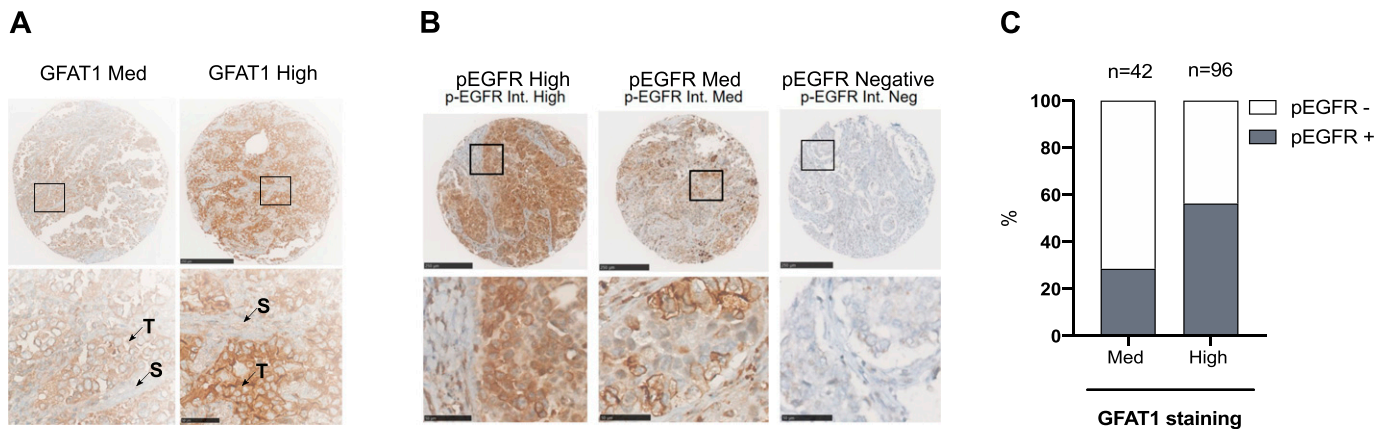 A
GFAT1 Med
GFAT1 High
T
S
S
T
B
pEGFR High
p-EGFR Int. High
pEGFR Med
p-EGFR Int. Med
pEGFR Negative
p-EGFR Int. Neg
C
n=42
n=96
100
80
60
40
20
0
%
pEGFR -
pEGFR +
Med
High
GFAT1 staining